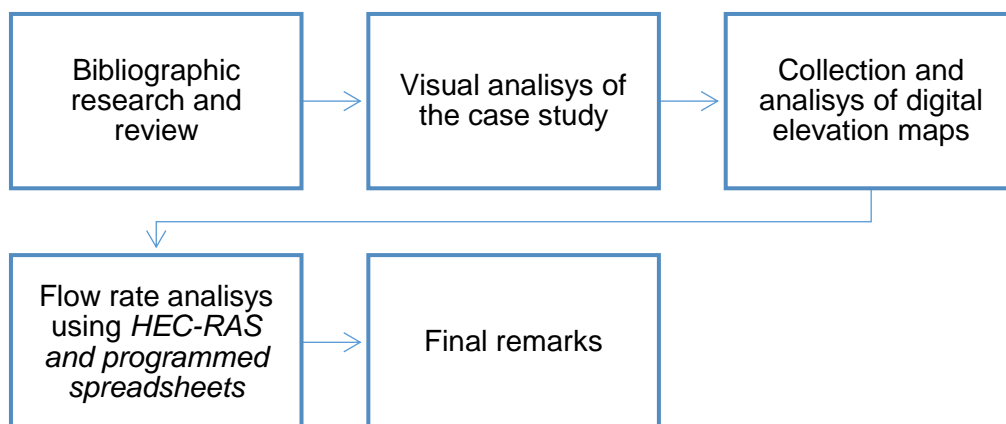 Bibliographic
research and
review
Visual analisys of
the case study
Collection and
analisys of digital
elevation maps
Flow rate analisys
using HEC-RAS
and programmed
spreadsheets
Final remarks